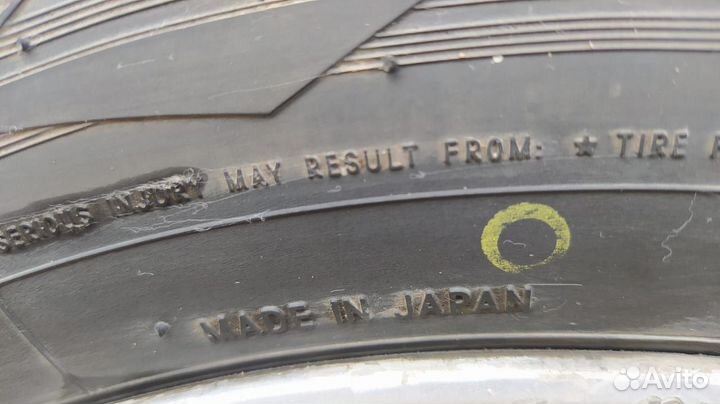 SERIOUS INJURY MAY RESULT FROM: ★ TIRE
MADE IN JAPAN
Avito